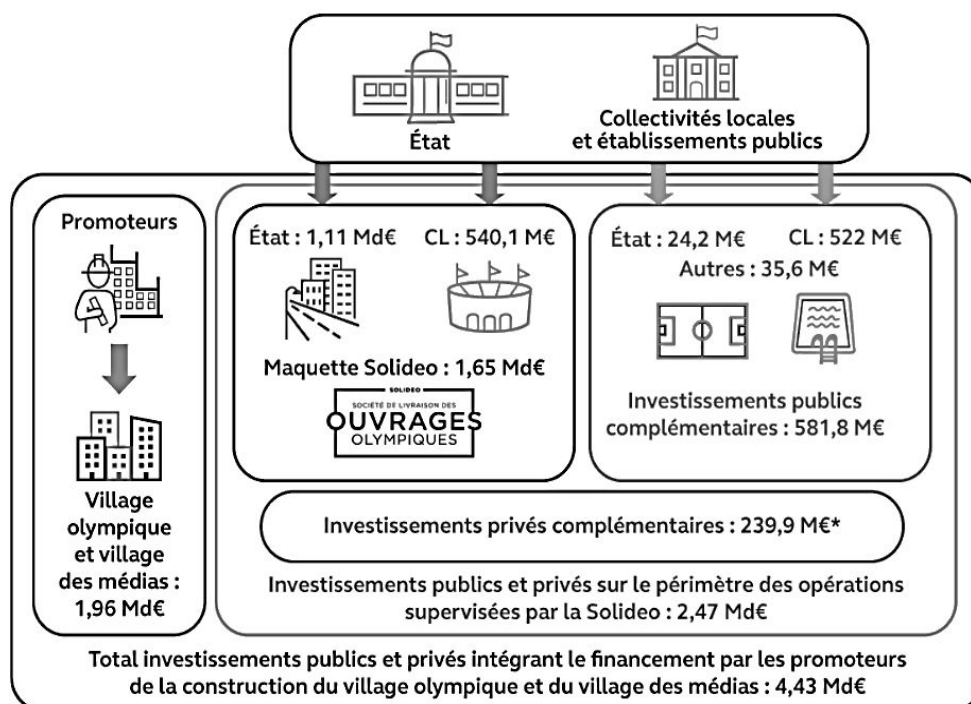 État
Collectivités locales
et établissements publics
Promoteurs
Village
olympique
et village
des médias :
1,96 Md€
État : 1,11 Md€
CL : 540,1 M€
Maquette Solideo : 1,65 Md€
SOLIDEO
SOCIÉTÉ DE LIVRAISON DES
OUVRAGES
OLYMPIQUES
État : 24,2 M€
CL : 522 M€
Autres : 35,6 M€
Investissements publics
complémentaires : 581,8 M€
Investissements privés complémentaires : 239,9 M€*
Investissements publics et privés sur le périmètre des opérations
supervisées par la Solideo : 2,47 Md€
Total investissements publics et privés intégrant le financement par les promoteurs
de la construction du village olympique et du village des médias : 4,43 Md€